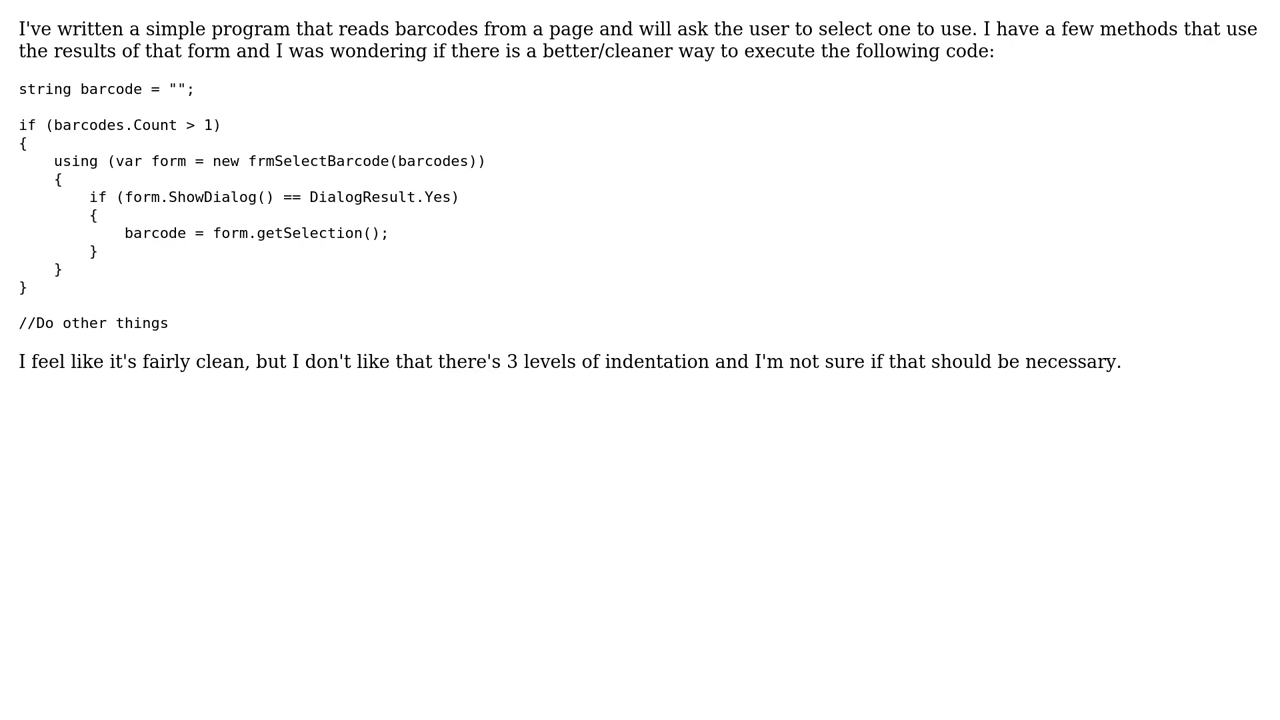 I've written a simple program that reads barcodes from a page and will ask the user to select one to use. I have a few methods that use
the results of that form and I was wondering if there is a better/cleaner way to execute the following code:
string barcode = "";
if (barcodes.Count > 1)
{
    using (var form = new frmSelectBarcode(barcodes))
    {
        if (form.ShowDialog() == DialogResult.Yes)
        {
            barcode = form.getSelection();
        }
    }
}
//Do other things
I feel like it's fairly clean, but I don't like that there's 3 levels of indentation and I'm not sure if that should be necessary.